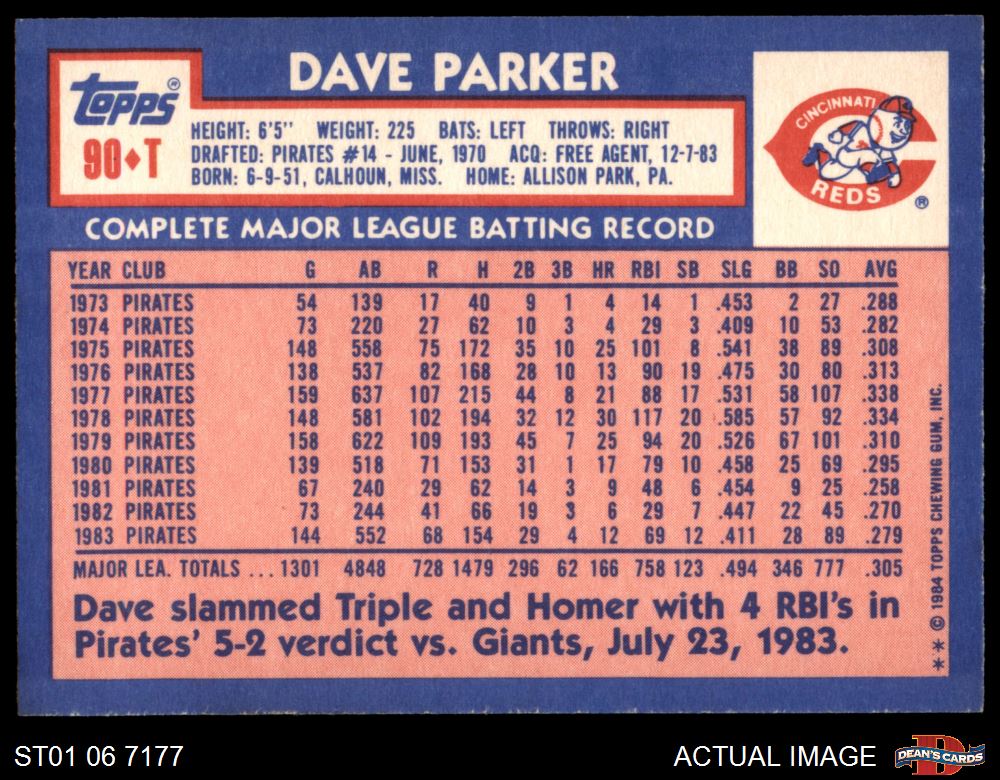 Topps®
90♦T
DAVE PARKER
HEIGHT: 6'5" WEIGHT: 225 BATS: LEFT THROWS: RIGHT
DRAFTED: PIRATES #14 - JUNE, 1970 ACQ: FREE AGENT, 12-7-83
BORN: 6-9-51, CALHOUN, MISS. HOME: ALLISON PARK, PA.
CINCINNATI
REDS
®
COMPLETE MAJOR LEAGUE BATTING RECORD
YEAR CLUB G AB R H 2B 3B HR RBI SB SLG BB SO AVG
1973 PIRATES 54 139 17 40 9 1 4 14 1 .453 2 27 .288
1974 PIRATES 73 220 27 62 10 3 4 29 3 .409 10 53 .282
1975 PIRATES 148 558 75 172 35 10 25 101 8 .541 38 89 .308
1976 PIRATES 138 537 82 168 28 10 13 90 19 .475 30 80 .313
1977 PIRATES 159 637 107 215 44 8 21 88 17 .531 58 107 .338
1978 PIRATES 148 581 102 194 32 12 30 117 20 .585 57 92 .334
1979 PIRATES 158 622 109 193 45 7 25 94 20 .526 67 101 .310
1980 PIRATES 139 518 71 153 31 1 17 79 10 .458 25 69 .295
1981 PIRATES 67 240 29 62 14 3 9 48 6 .454 9 25 .258
1982 PIRATES 73 244 41 66 19 3 6 29 7 .447 22 45 .270
1983 PIRATES 144 552 68 154 29 4 12 69 12 .411 28 89 .279
MAJOR LEA. TOTALS ... 1301 4848 728 1479 296 62 166 758 123 .494 346 777 .305
Dave slammed Triple and Homer with 4 RBI's in
Pirates' 5-2 verdict vs. Giants, July 23, 1983.
** © 1984 TOPPS CHEWING GUM, INC.
ST01 06 7177
ACTUAL IMAGE
DEAN'S CARDS